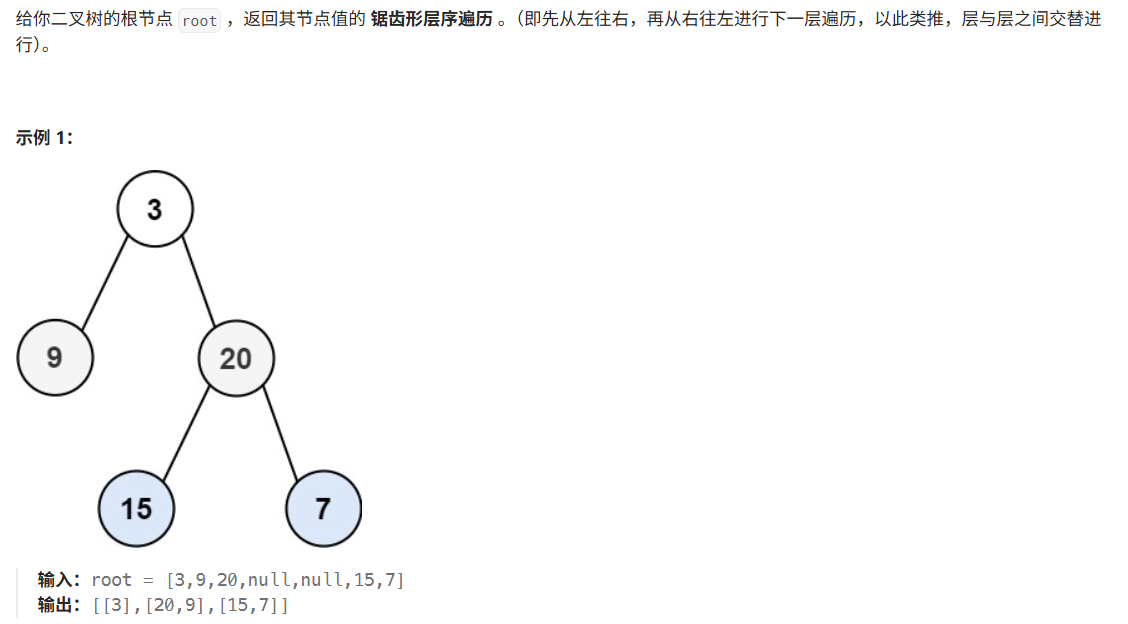 给你二叉树的根节点 root ，返回其节点值的 锯齿形层序遍历 。（即先从左往右，再从右往左进行下一层遍历，以此类推，层与层之间交替进
行）。
示例 1：
3
9
20
15
7
输入：root = [3,9,20,null,null,15,7]
输出：[[3],[20,9],[15,7]]